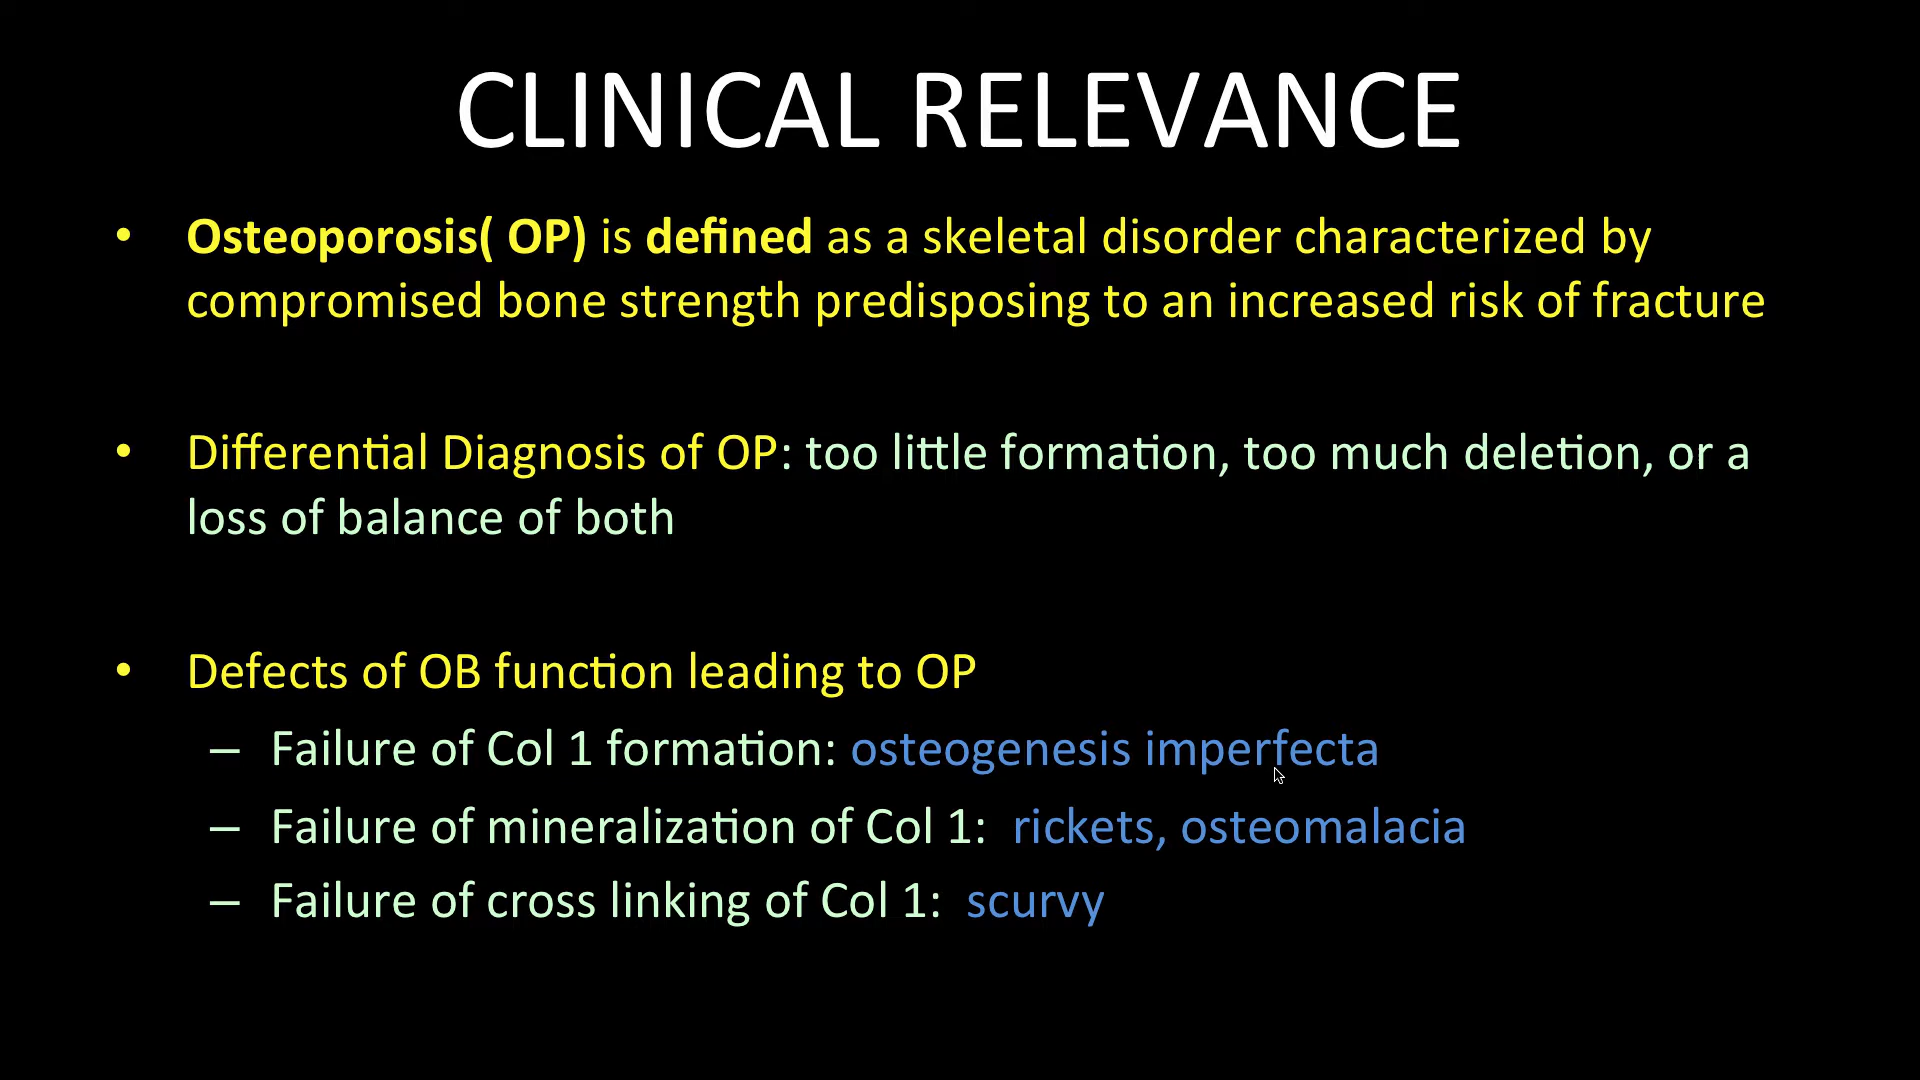 CLINICAL RELEVANCE
• Osteoporosis( OP) is defined as a skeletal disorder characterized by
compromised bone strength predisposing to an increased risk of fracture
• Differential Diagnosis of OP: too little formation, too much deletion, or a
loss of balance of both
• Defects of OB function leading to OP
– Failure of Col 1 formation: osteogenesis imperfecta
– Failure of mineralization of Col 1: rickets, osteomalacia
– Failure of cross linking of Col 1: scurvy